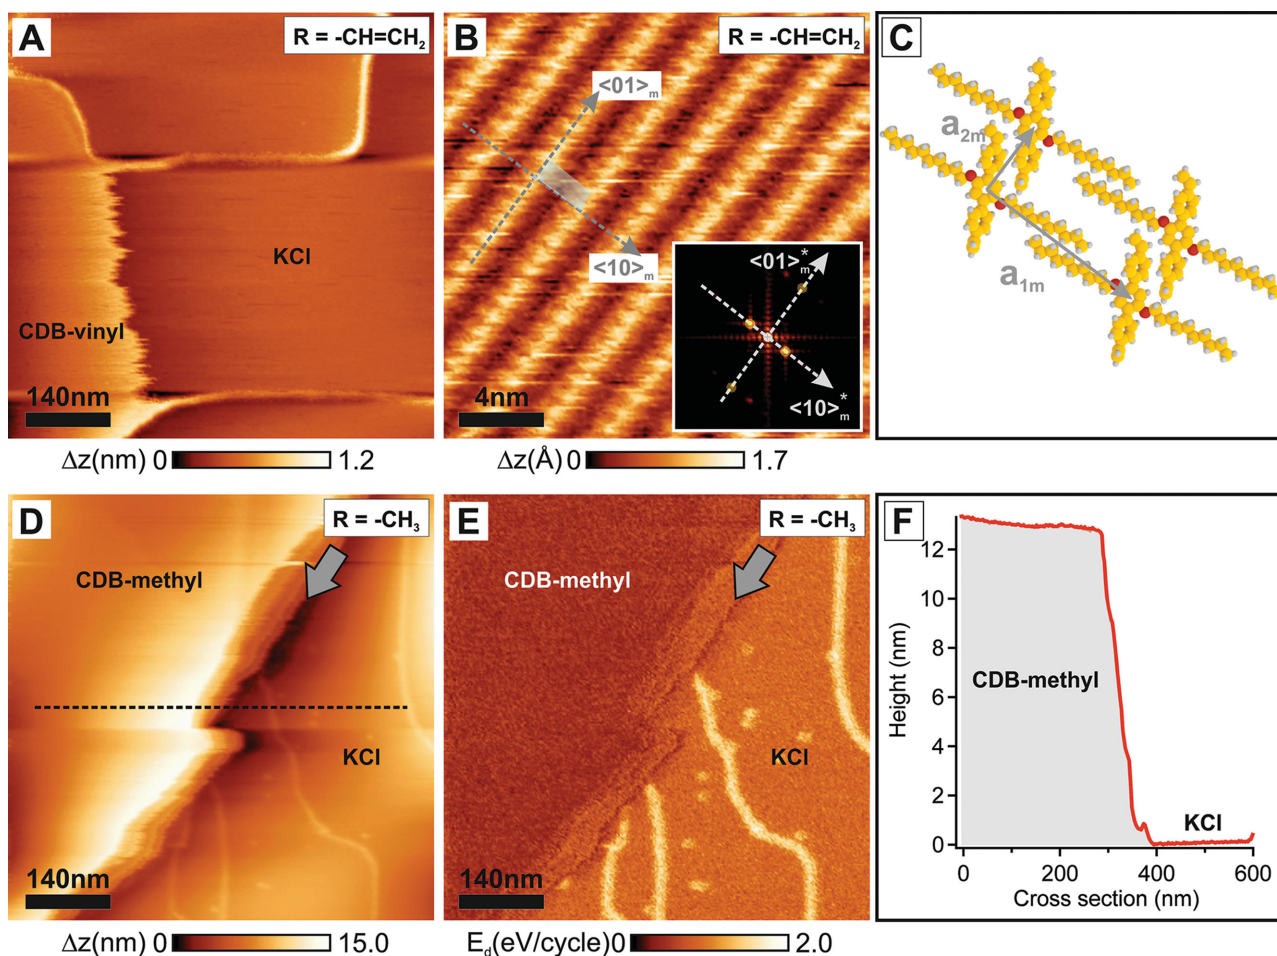 A
R = -CH=CH₂
KCl
CDB-vinyl
140nm
Δz(nm) 0 1.2
B
R = -CH=CH₂
<01>ₘ
<10>ₘ
<01>*ₘ
<10>*ₘ
4nm
Δz(Å) 0 1.7
C
a₂ₘ
a₁ₘ
D
R = -CH₃
CDB-methyl
KCl
140nm
Δz(nm) 0 15.0
E
R = -CH₃
CDB-methyl
KCl
140nm
E_d(eV/cycle) 0 2.0
F
12
10
8
6
4
2
0
Height (nm)
CDB-methyl
KCl
0 200 400 600
Cross section (nm)